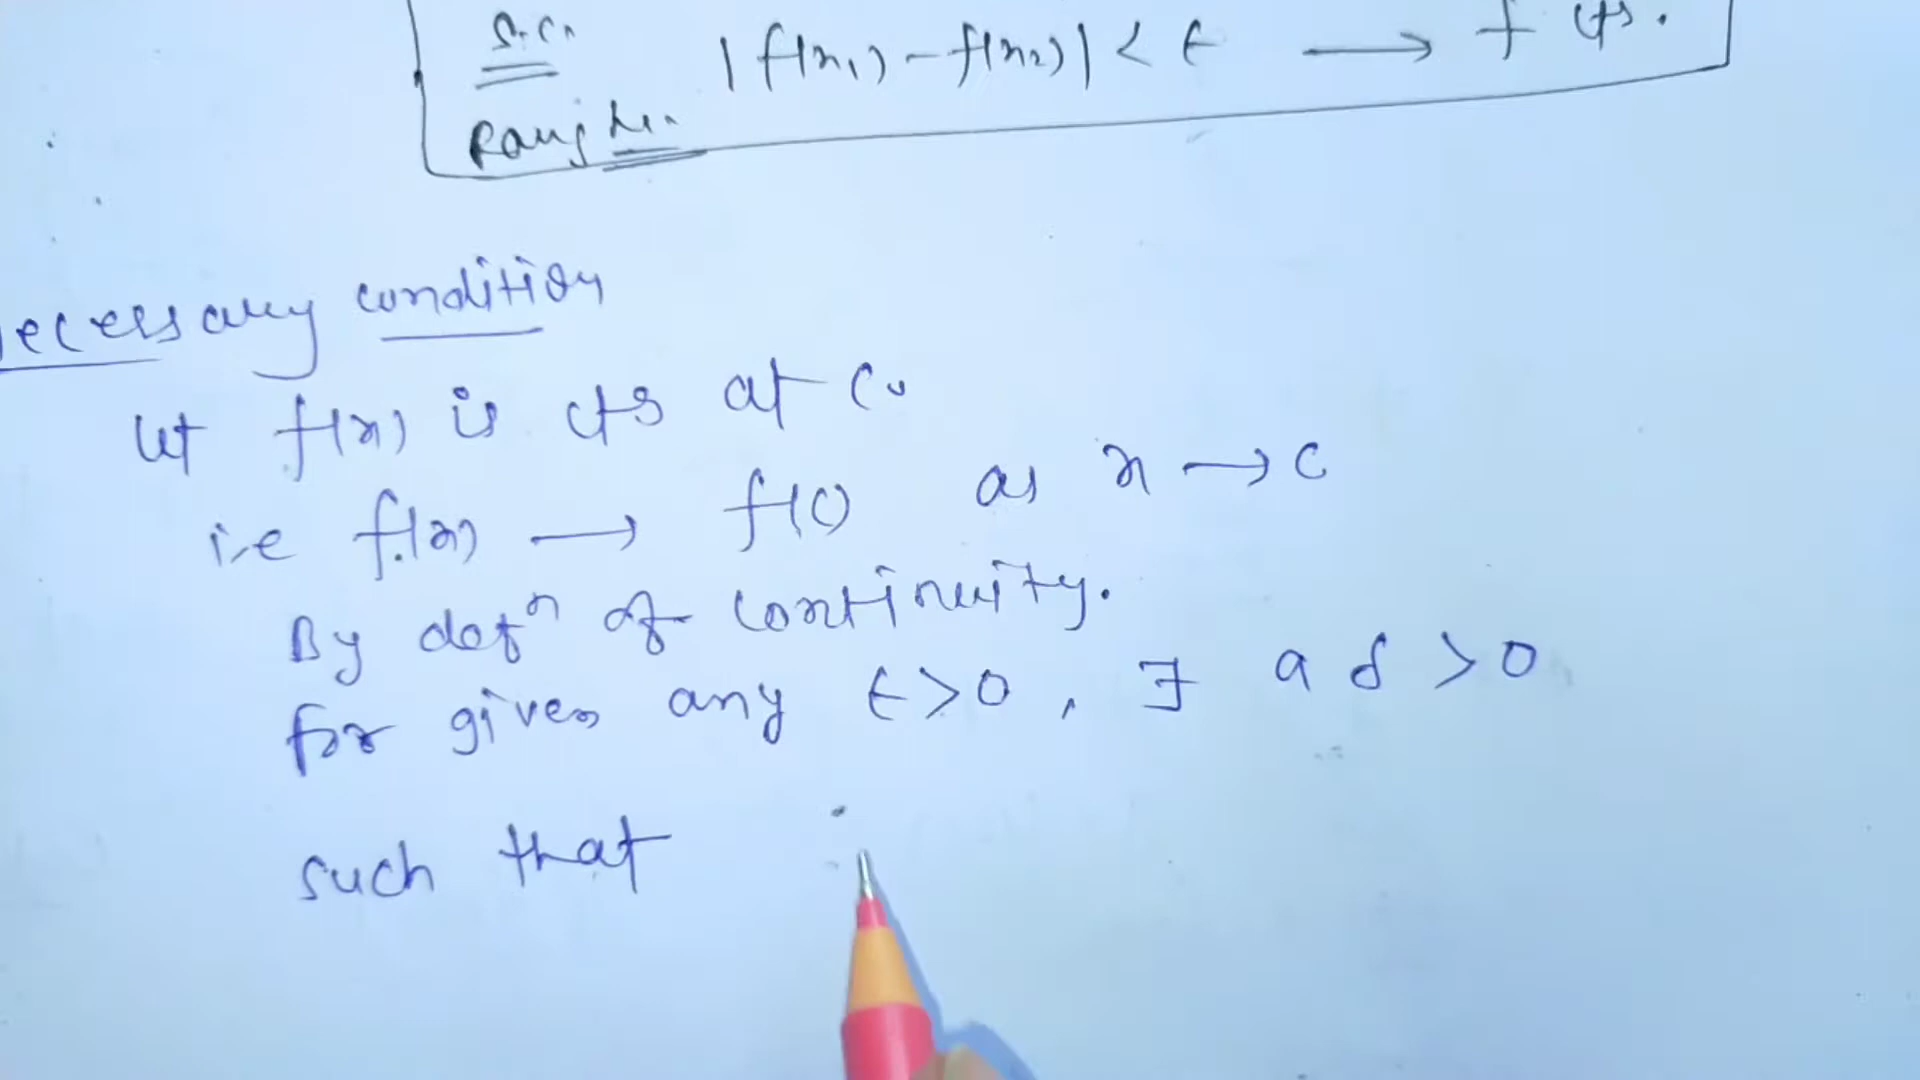 S.C. |f(x₁) - f(x₂)| < ϵ ⟶ f cts.
Range
ecessary condition
let f(x) is cts at c.
i.e f(x) ⟶ f(c) as x ⟶ c
By defⁿ of continuity.
for given any ϵ>0, ∃ a δ > 0
such that